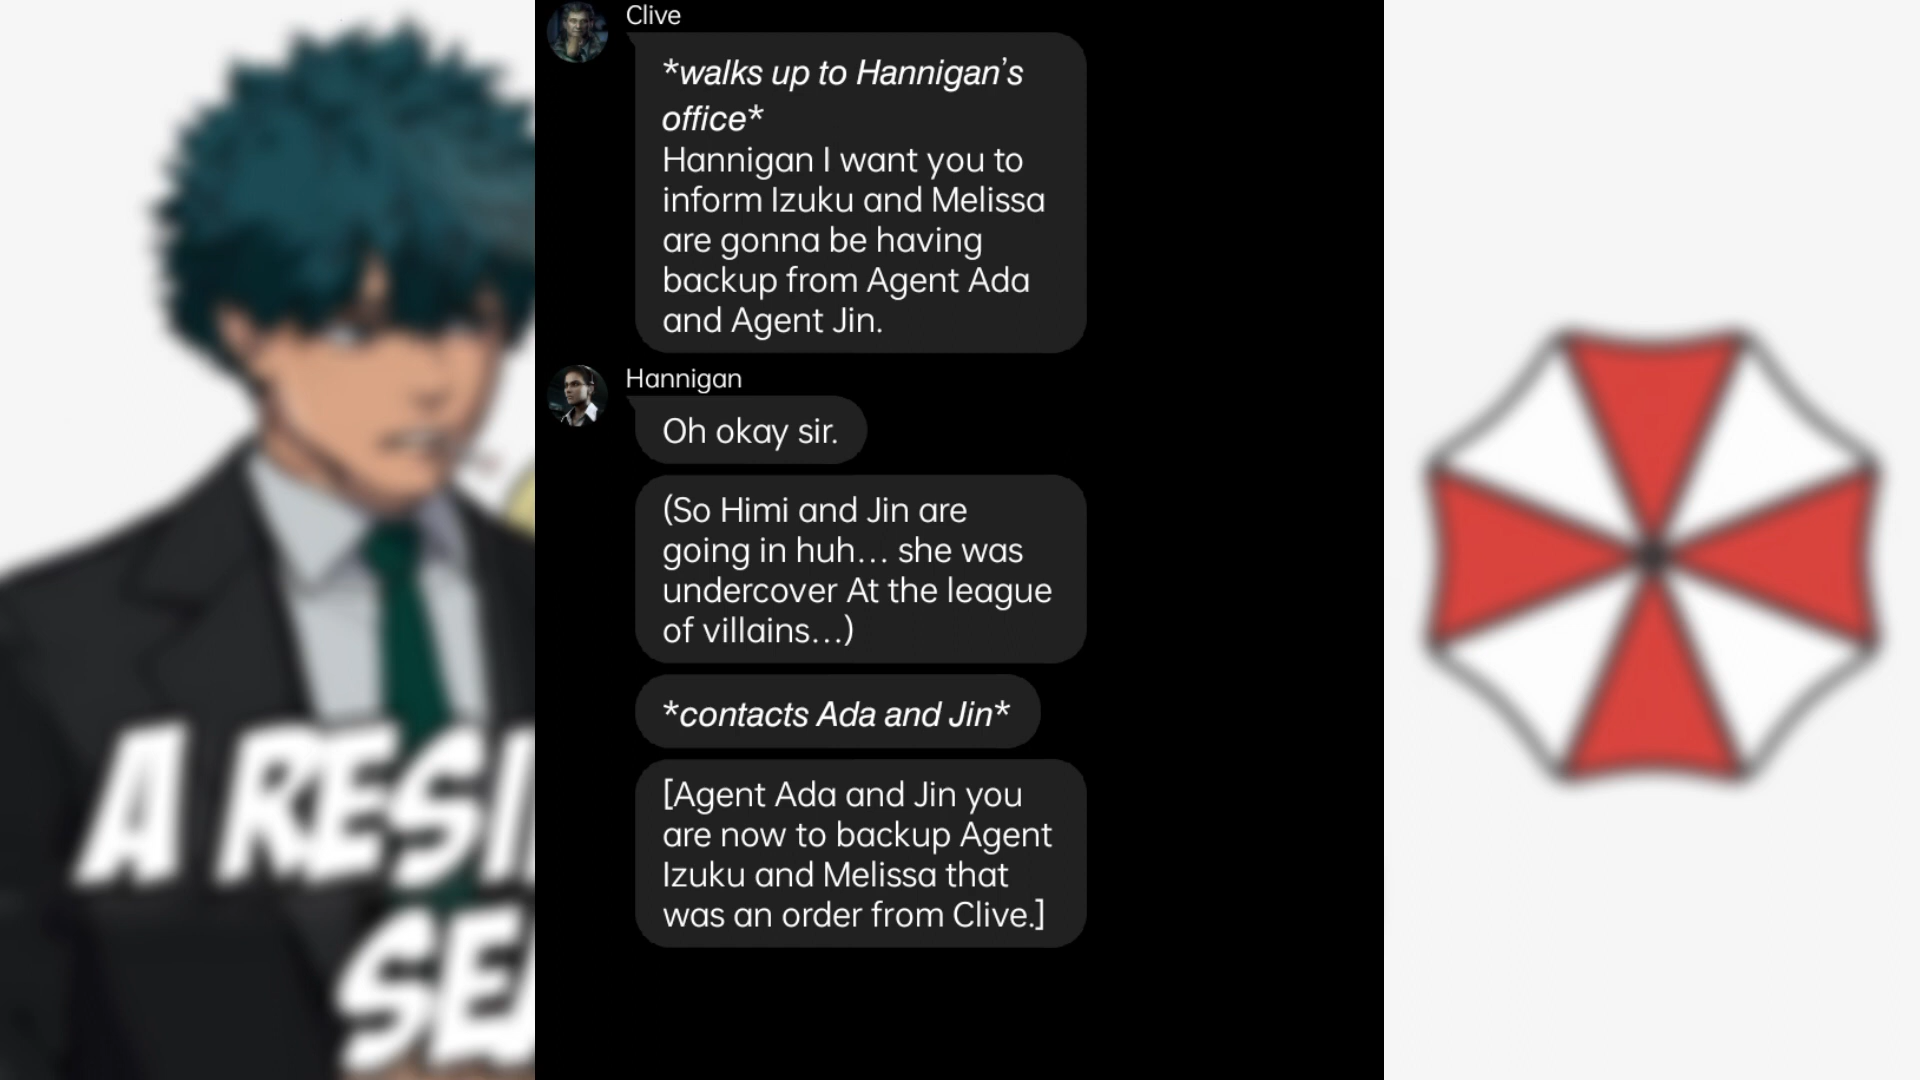 Clive
*walks up to Hannigan's
office*
Hannigan I want you to
inform Izuku and Melissa
are gonna be having
backup from Agent Ada
and Agent Jin.
Hannigan
Oh okay sir.
(So Himi and Jin are
going in huh... she was
undercover At the league
of villains...)
*contacts Ada and Jin*
[Agent Ada and Jin you
are now to backup Agent
Izuku and Melissa that
was an order from Clive.]
A RESI
SE